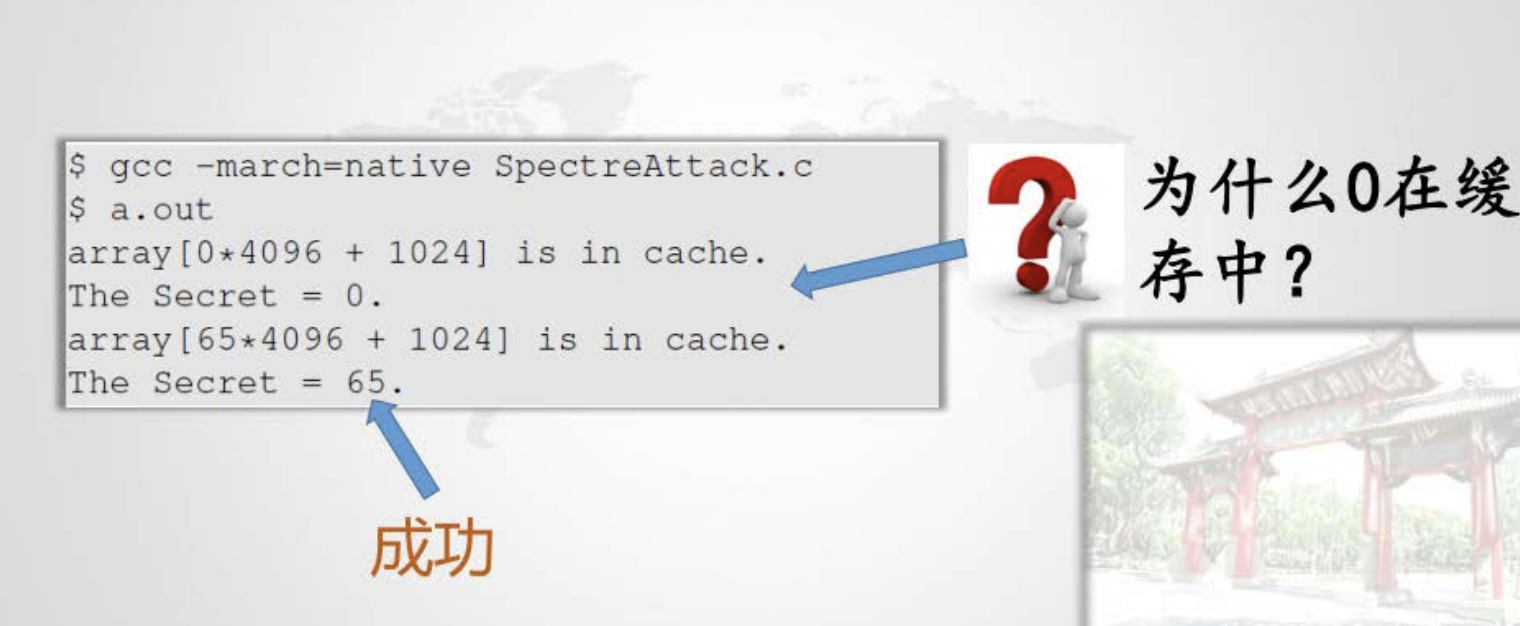 $ gcc -march=native SpectreAttack.c
$ a.out
array[0*4096 + 1024] is in cache.
The Secret = 0.
array[65*4096 + 1024] is in cache.
The Secret = 65.
为什么0在缓
存中?
成功